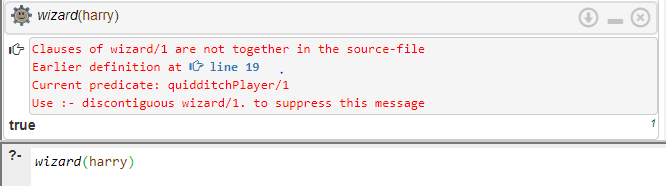 wizard(harry)
Clauses of wizard/1 are not together in the source-file
Earlier definition at line 19 .
Current predicate: quidditchPlayer/1
Use :- discontiguous wizard/1. to suppress this message
true 1
?- wizard(harry)